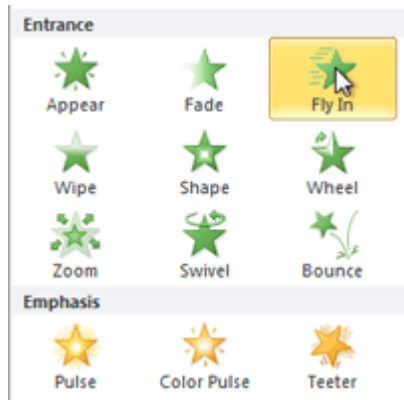 Entrance
Appear Fade Fly In
Wipe Shape Wheel
Zoom Swivel Bounce
Emphasis
Pulse Color Pulse Teeter